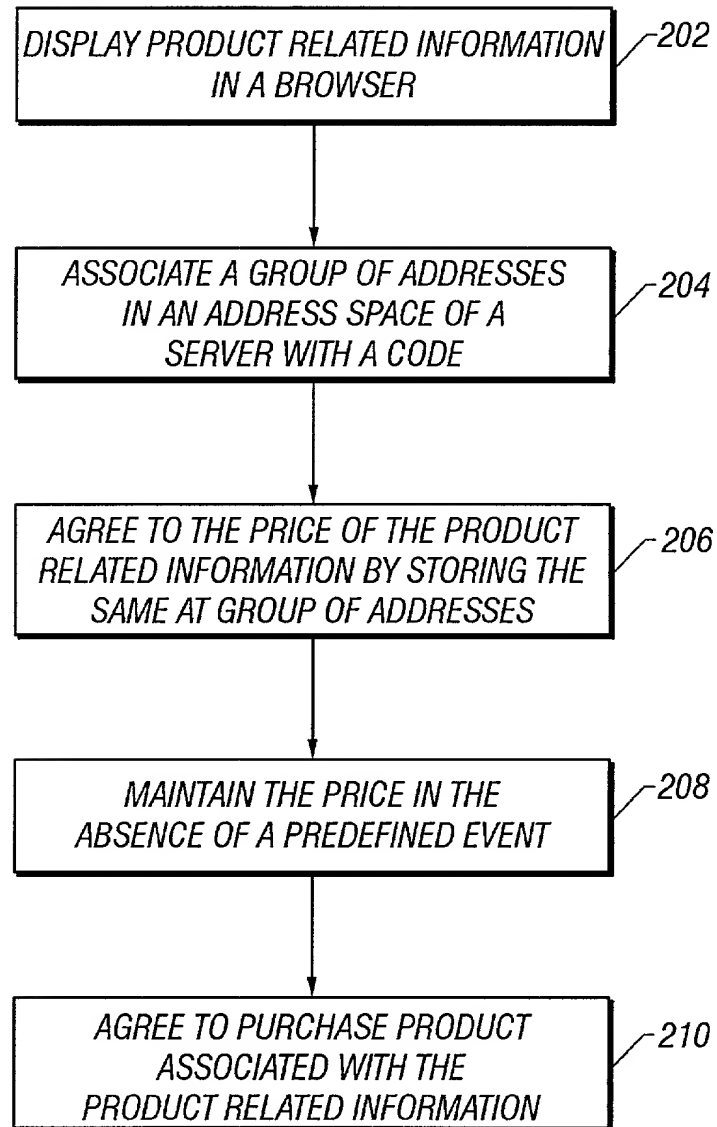 DISPLAY PRODUCT RELATED INFORMATION
IN A BROWSER
202
ASSOCIATE A GROUP OF ADDRESSES
IN AN ADDRESS SPACE OF A
SERVER WITH A CODE
204
AGREE TO THE PRICE OF THE PRODUCT
RELATED INFORMATION BY STORING THE
SAME AT GROUP OF ADDRESSES
206
MAINTAIN THE PRICE IN THE
ABSENCE OF A PREDEFINED EVENT
208
AGREE TO PURCHASE PRODUCT
ASSOCIATED WITH THE
PRODUCT RELATED INFORMATION
210